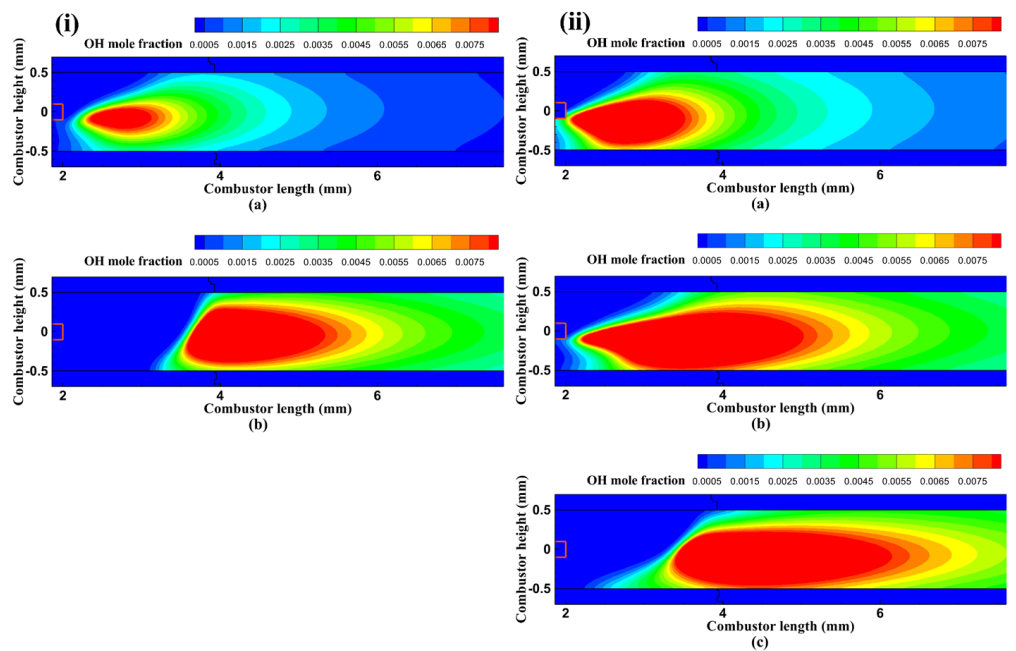 (i)
OH mole fraction 0.0005 0.0015 0.0025 0.0035 0.0045 0.0055 0.0065 0.0075
Combustor height (mm)
0.5
0
-0.5
2 4 6
Combustor length (mm)
(a)
OH mole fraction 0.0005 0.0015 0.0025 0.0035 0.0045 0.0055 0.0065 0.0075
Combustor height (mm)
0.5
0
-0.5
2 4 6
Combustor length (mm)
(b)
(ii)
OH mole fraction 0.0005 0.0015 0.0025 0.0035 0.0045 0.0055 0.0065 0.0075
Combustor height (mm)
0.5
0
-0.5
2 4 6
Combustor length (mm)
(a)
OH mole fraction 0.0005 0.0015 0.0025 0.0035 0.0045 0.0055 0.0065 0.0075
Combustor height (mm)
0.5
0
-0.5
2 4 6
Combustor length (mm)
(b)
OH mole fraction 0.0005 0.0015 0.0025 0.0035 0.0045 0.0055 0.0065 0.0075
Combustor height (mm)
0.5
0
-0.5
2 4 6
Combustor length (mm)
(c)